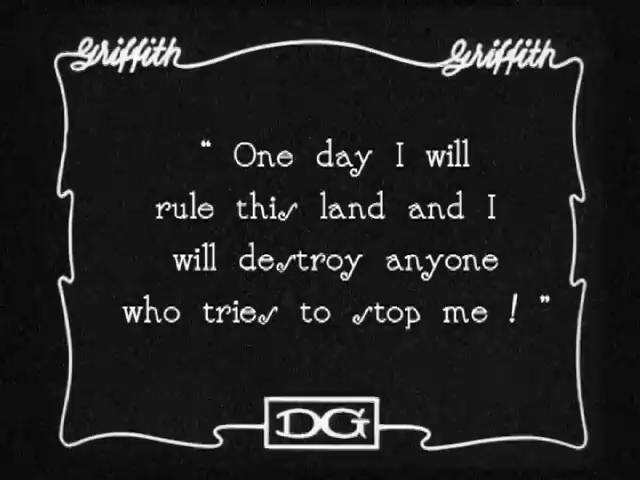 Griffith Griffith
“ One day I will
rule this land and I
will destroy anyone
who tries to stop me ! ”
DG